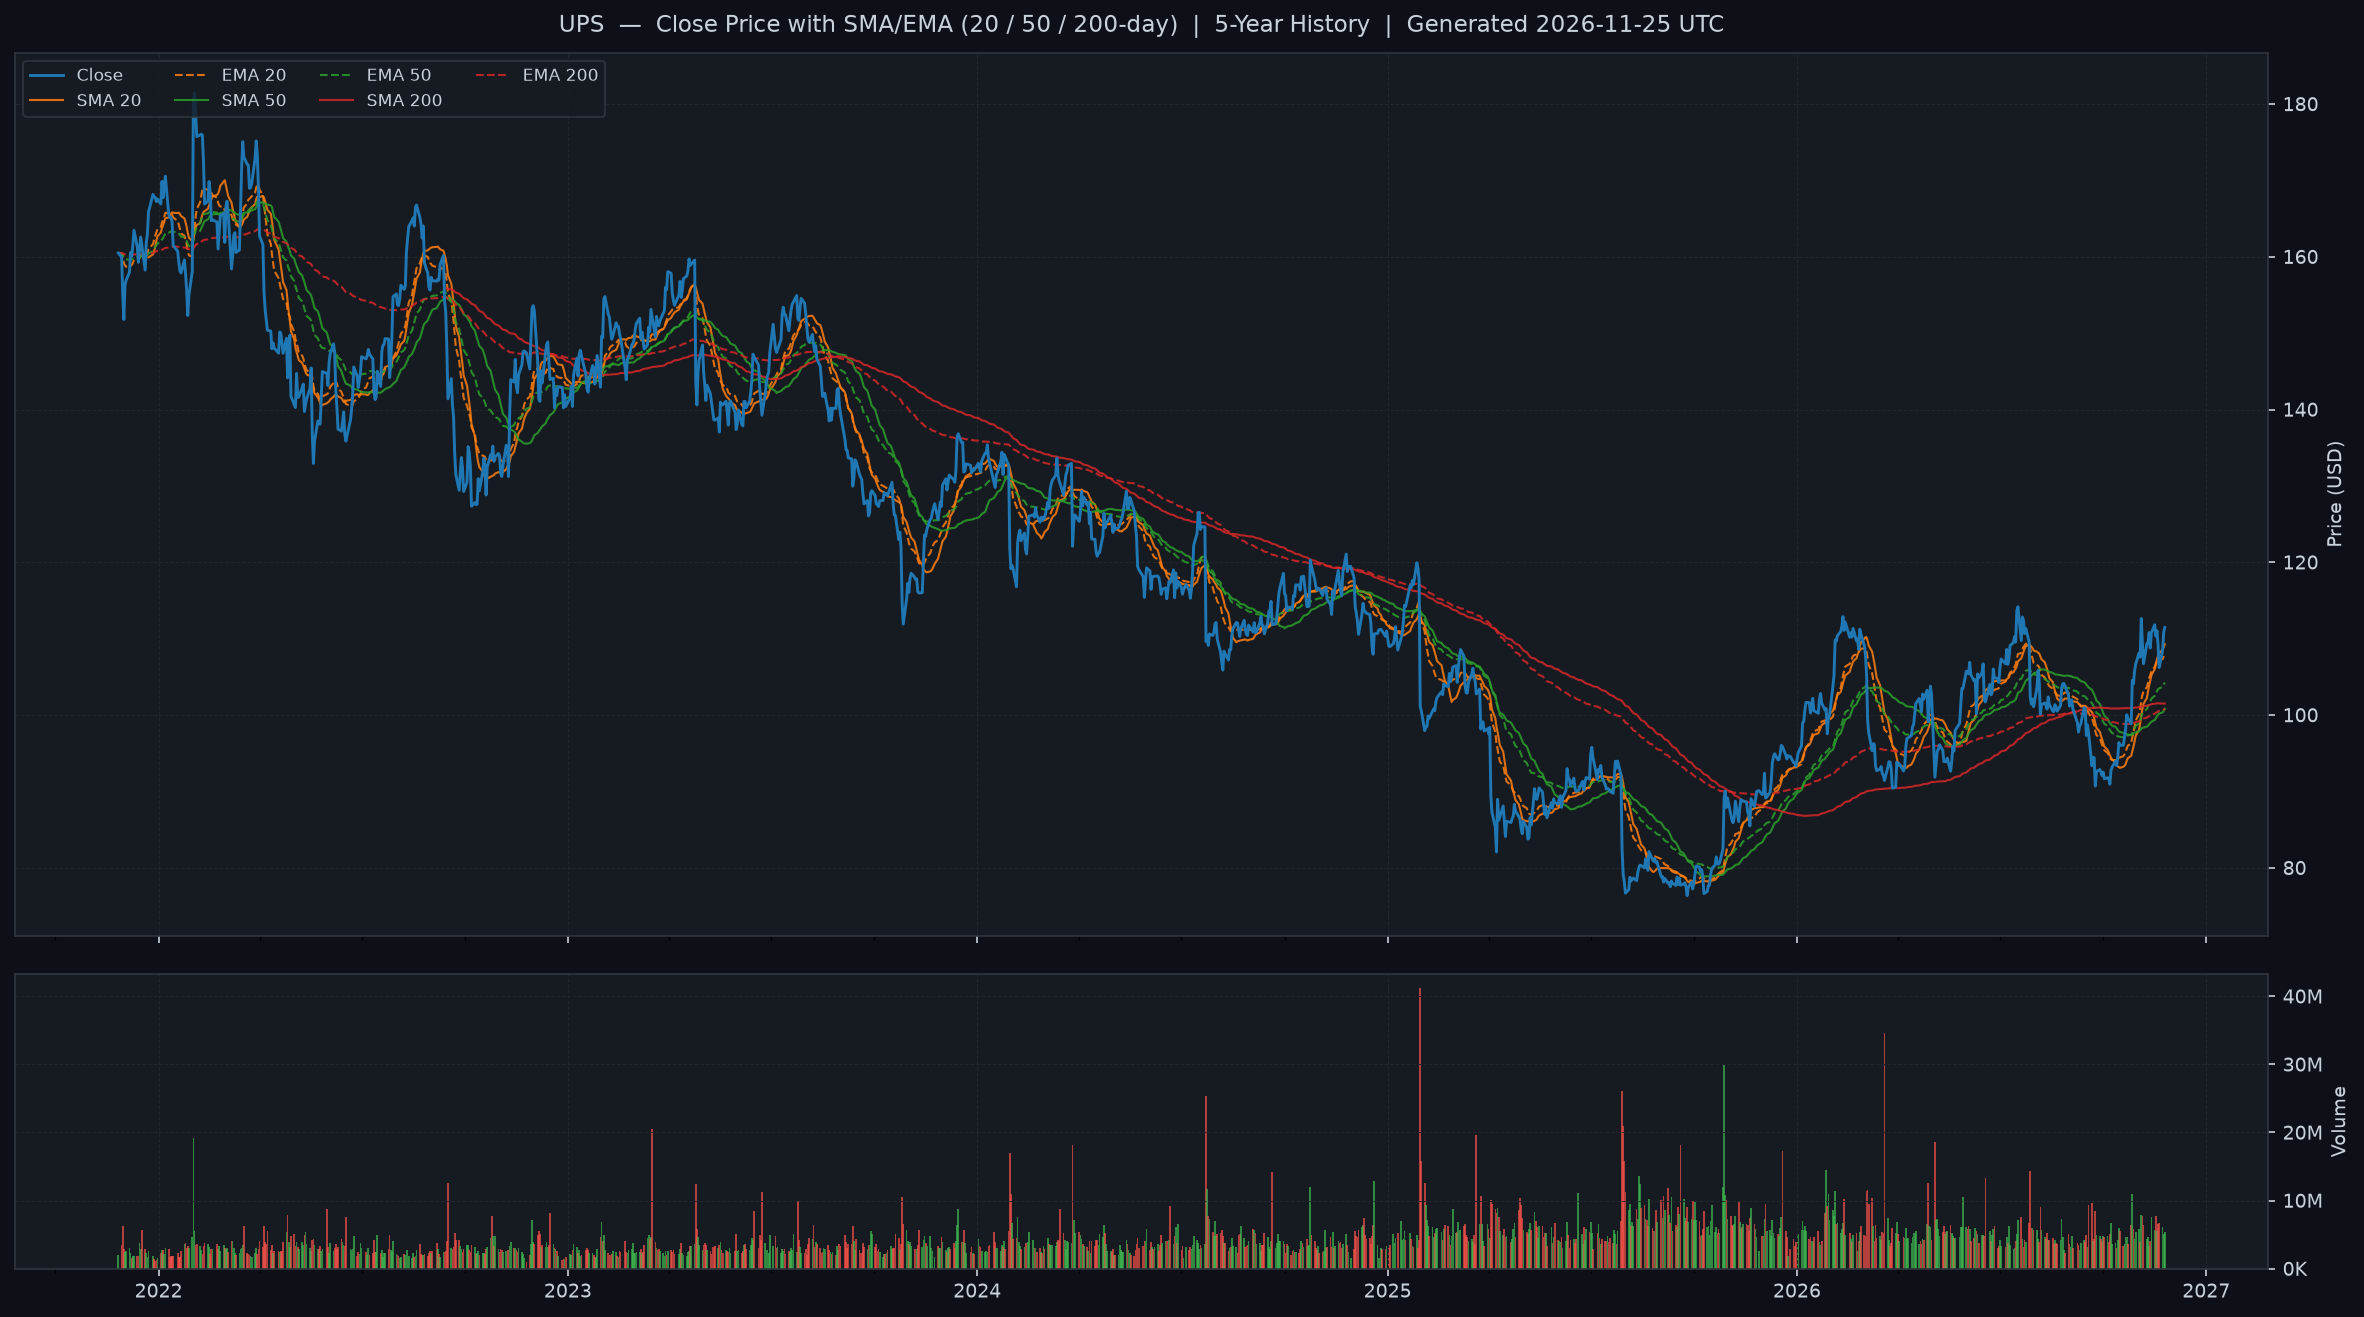 UPS — Close Price with SMA/EMA (20 / 50 / 200-day) | 5-Year History | Generated 2026-11-25 UTC
Close EMA 20 EMA 50 EMA 200
SMA 20 SMA 50 SMA 200
180
160
140
120
100
80
Price (USD)
40M
30M
20M
10M
0K
Volume
2022 2023 2024 2025 2026 2027